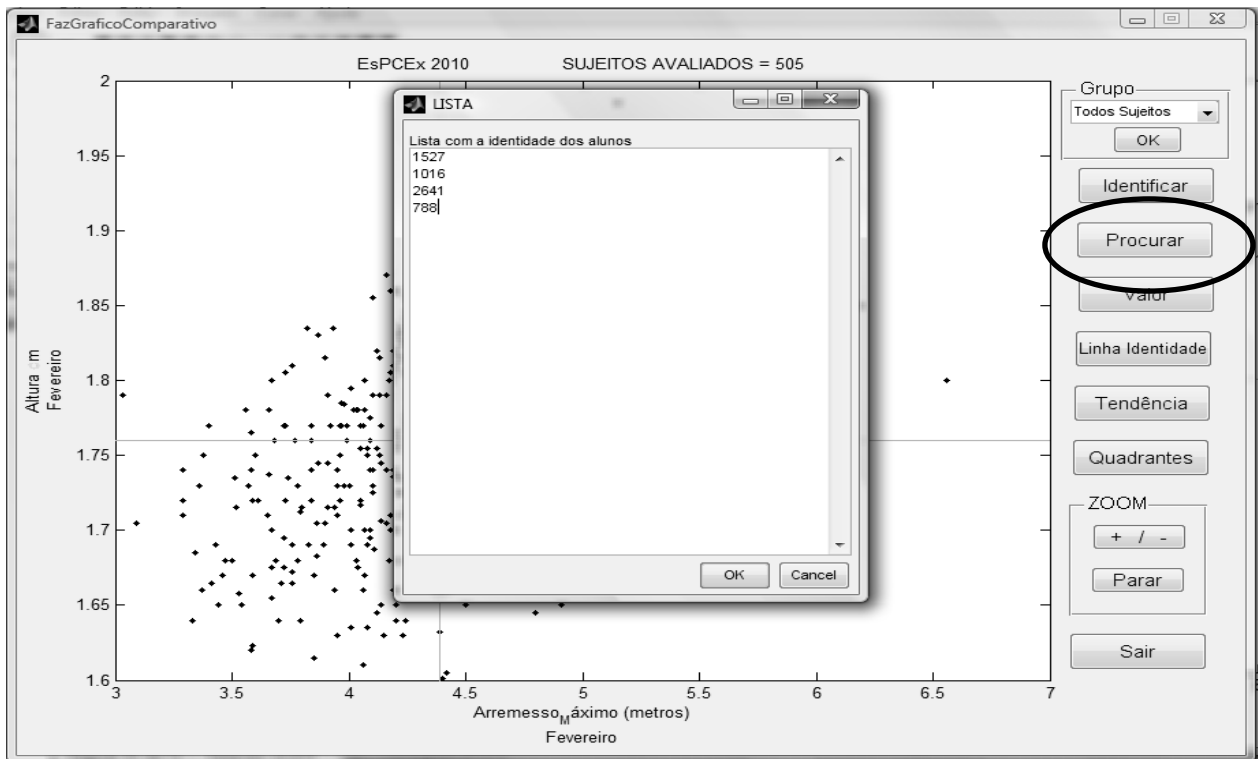 FazGraficoComparativo
EsPCEx 2010 SUJEITOS AVALIADOS = 505
LISTA
Lista com a identidade dos alunos
1527
1016
2641
788
OK Cancel
2
1.95
1.9
1.85
1.8
1.75
1.7
1.65
1.6
Altura cm
Fevereiro
3 3.5 4 4.5 5 5.5 6 6.5 7
ArremessoMáximo (metros)
Fevereiro
Grupo
Todos Sujeitos
OK
Identificar
Procurar
Valor
Linha Identidade
Tendência
Quadrantes
ZOOM
+ / -
Parar
Sair